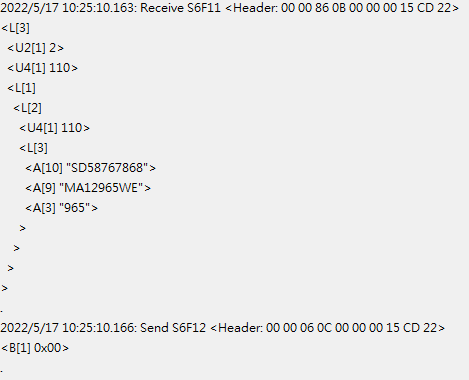 2022/5/17 10:25:10.163: Receive S6F11 <Header: 00 00 86 0B 00 00 00 15 CD 22>
<L[3]
<U2[1] 2>
<U4[1] 110>
<L[1]
<L[2]
<U4[1] 110>
<L[3]
<A[10] "SD58767868">
<A[9] "MA12965WE">
<A[3] "965">
>
>
>
>
.
2022/5/17 10:25:10.166: Send S6F12 <Header: 00 00 06 0C 00 00 00 15 CD 22>
<B[1] 0x00>
.